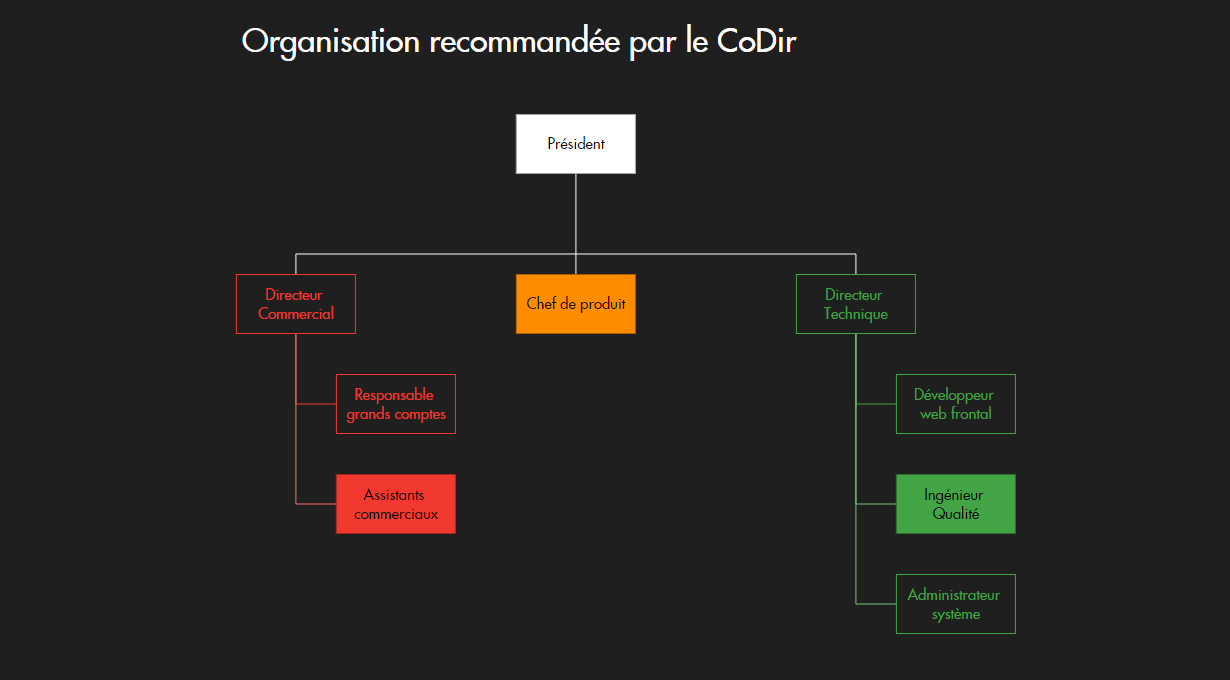 Organisation recommandée par le CoDir
Président
Directeur
Commercial
Chef de produit
Directeur
Technique
Responsable
grands comptes
Développeur
web frontal
Assistants
commerciaux
Ingénieur
Qualité
Administrateur
système